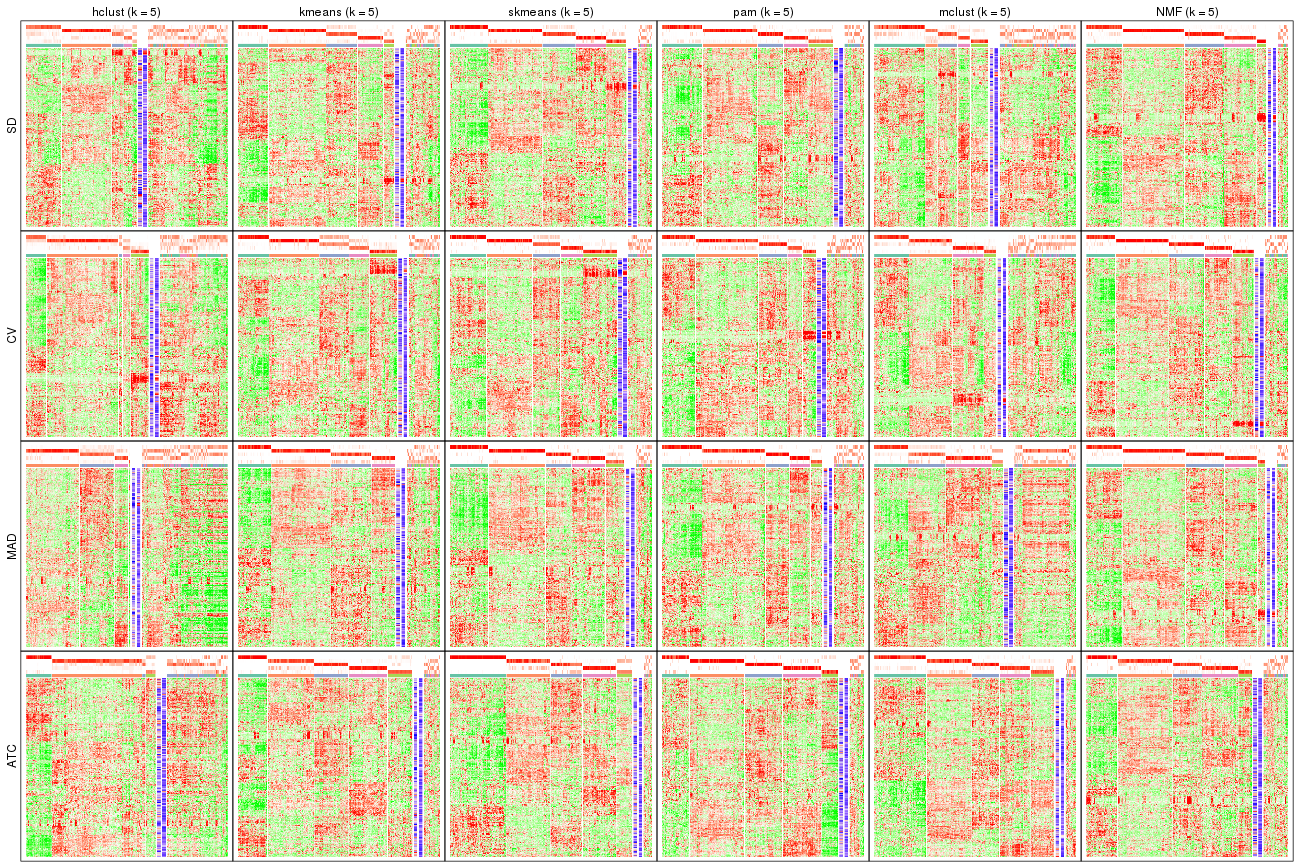 hclust (k = 5) kmeans (k = 5) skmeans (k = 5) pam (k = 5) mclust (k = 5) NMF (k = 5)
SD
CV
MAD
ATC